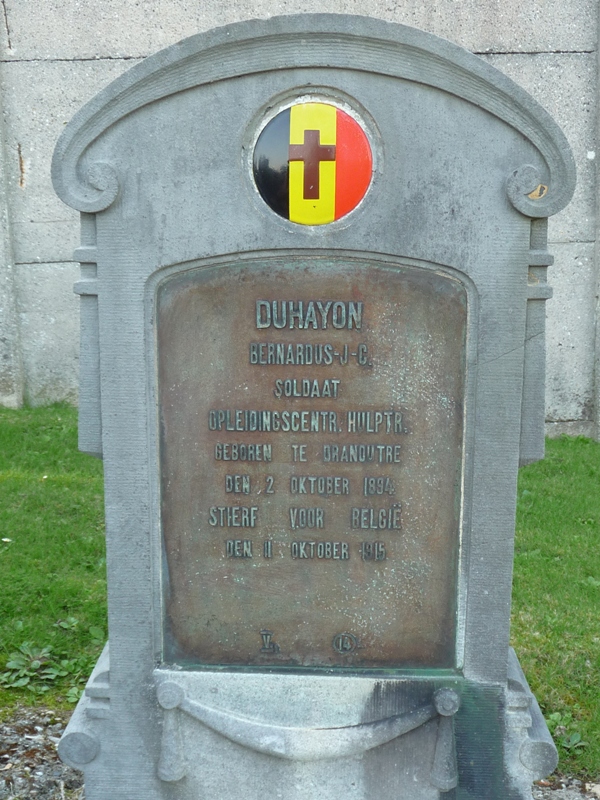 DUHAYON
BERNARDUS-J-C.
SOLDAAT
OPLEIDINGSCENTR. HULPTR.
GEBOREN TE DRANOUTRE
DEN 2 OKTOBER 1894
STIERF VOOR BELGIË
DEN 11 OKTOBER 1915
V. 14